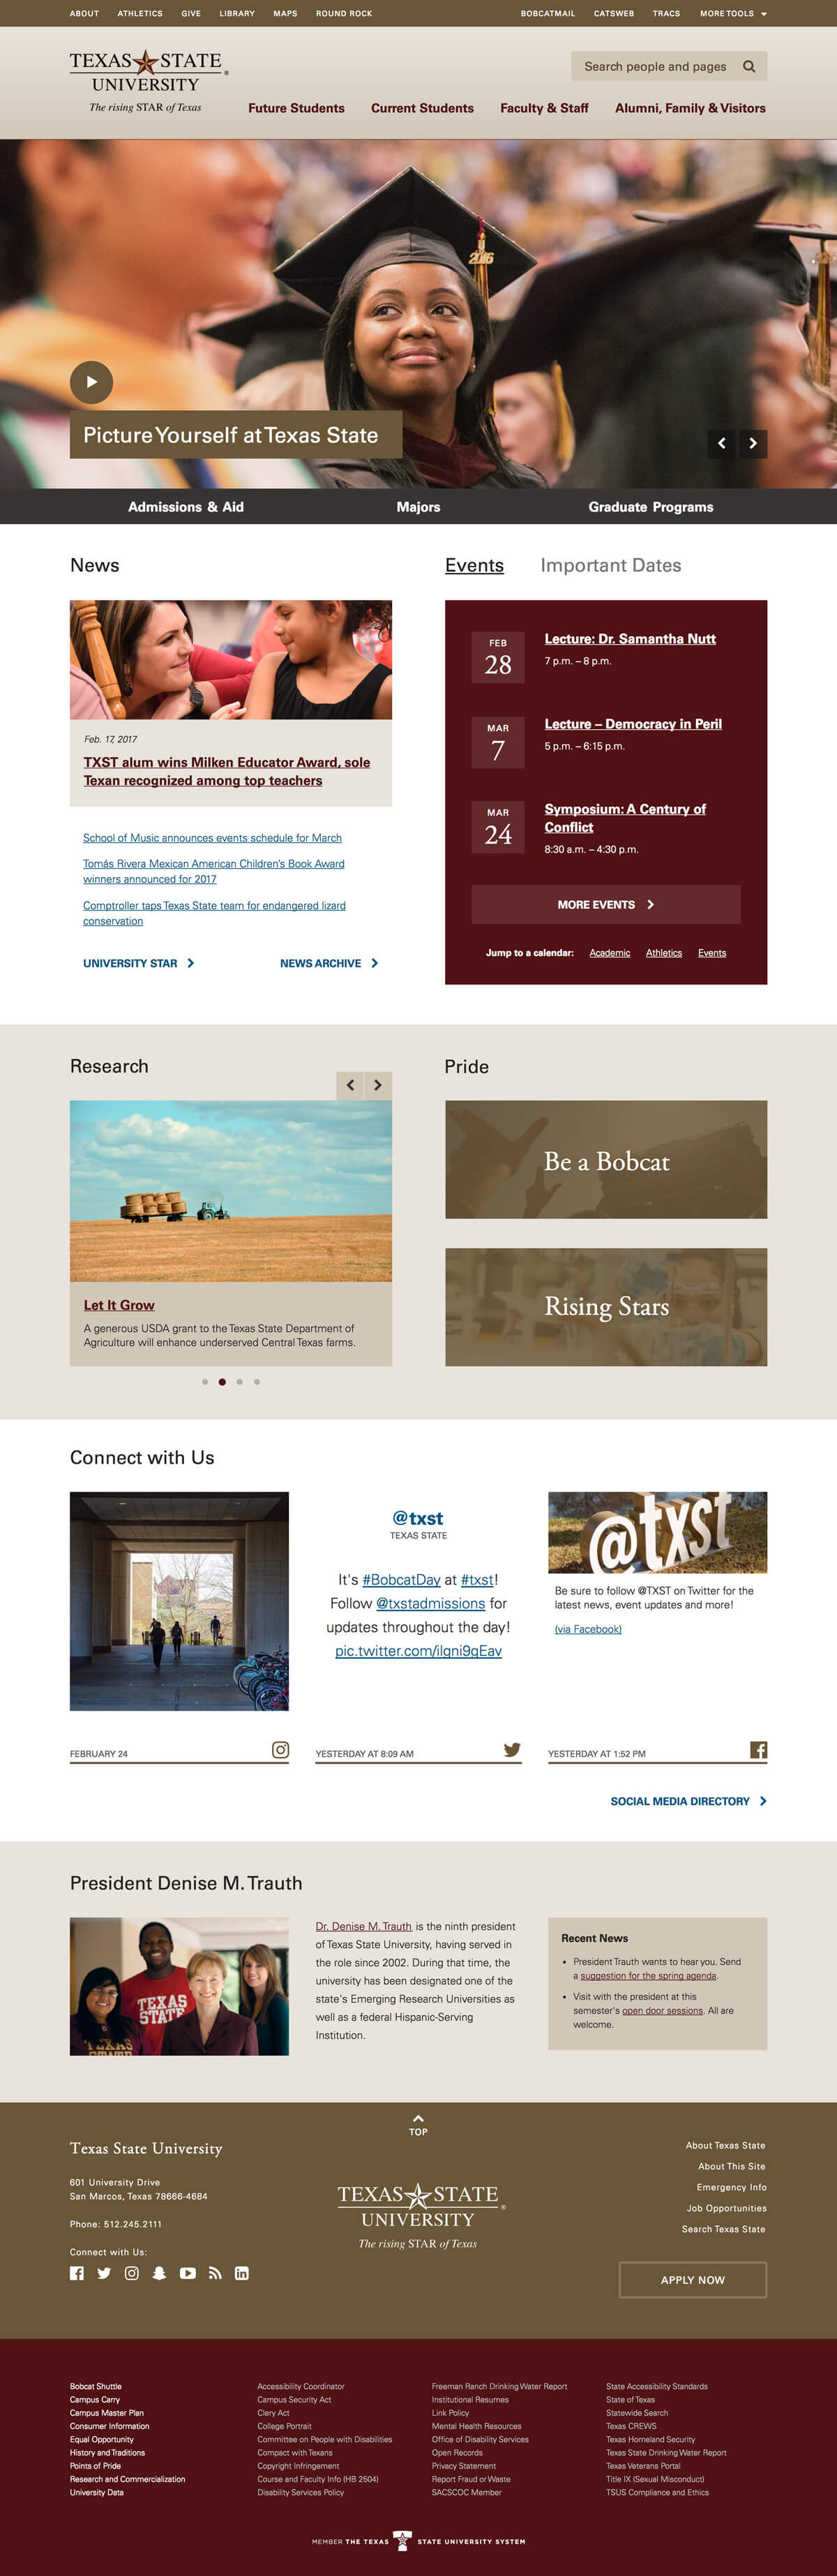 ABOUT ATHLETICS GIVE LIBRARY MAPS ROUND ROCK BOBCATMAIL CATSWEB TRACS MORE TOOLS
TEXAS STATE
UNIVERSITY ®
The rising STAR of Texas
Search people and pages
Future Students Current Students Faculty & Staff Alumni, Family & Visitors
2016
Picture Yourself at Texas State
Admissions & Aid Majors Graduate Programs
News
Feb. 17, 2017
TXST alum wins Milken Educator Award, sole
Texan recognized among top teachers
School of Music announces events schedule for March
Tomás Rivera Mexican American Children's Book Award
winners announced for 2017
Comptroller taps Texas State team for endangered lizard
conservation
UNIVERSITY STAR NEWS ARCHIVE
Events Important Dates
FEB
28
Lecture: Dr. Samantha Nutt
7 p.m. – 8 p.m.
MAR
7
Lecture – Democracy in Peril
5 p.m. – 6:15 p.m.
MAR
24
Symposium: A Century of
Conflict
8:30 a.m. – 4:30 p.m.
MORE EVENTS
Jump to a calendar: Academic Athletics Events
Research
Let It Grow
A generous USDA grant to the Texas State Department of
Agriculture will enhance underserved Central Texas farms.
Pride
Be a Bobcat
Rising Stars
Connect with Us
FEBRUARY 24
@txst
TEXAS STATE
It's #BobcatDay at #txst!
Follow @txstadmissions for
updates throughout the day!
pic.twitter.com/ilqni9gEav
YESTERDAY AT 8:09 AM
@txst
Be sure to follow @TXST on Twitter for the
latest news, event updates and more!
(via Facebook)
YESTERDAY AT 1:52 PM
SOCIAL MEDIA DIRECTORY
President Denise M. Trauth
TEXAS
STATE
Dr. Denise M. Trauth is the ninth president
of Texas State University, having served in
the role since 2002. During that time, the
university has been designated one of the
state's Emerging Research Universities as
well as a federal Hispanic-Serving
Institution.
Recent News
• President Trauth wants to hear you. Send
a suggestion for the spring agenda.
• Visit with the president at this
semester's open door sessions. All are
welcome.
TOP
Texas State University
601 University Drive
San Marcos, Texas 78666-4684
Phone: 512.245.2111
Connect with Us:
TEXAS STATE
UNIVERSITY ®
The rising STAR of Texas
About Texas State
About This Site
Emergency Info
Job Opportunities
Search Texas State
APPLY NOW
Bobcat Shuttle
Campus Carry
Campus Master Plan
Consumer Information
Equal Opportunity
History and Traditions
Points of Pride
Research and Commercialization
University Data
Accessibility Coordinator
Campus Security Act
Clery Act
College Portrait
Committee on People with Disabilities
Compact with Texans
Copyright Infringement
Course and Faculty Info (HB 2504)
Disability Services Policy
Freeman Ranch Drinking Water Report
Institutional Resumes
Link Policy
Mental Health Resources
Office of Disability Services
Open Records
Privacy Statement
Report Fraud or Waste
SACSCOC Member
State Accessibility Standards
State of Texas
Statewide Search
Texas CREWS
Texas Homeland Security
Texas State Drinking Water Report
Texas Veterans Portal
Title IX (Sexual Misconduct)
TSUS Compliance and Ethics
MEMBER THE TEXAS STATE UNIVERSITY SYSTEM